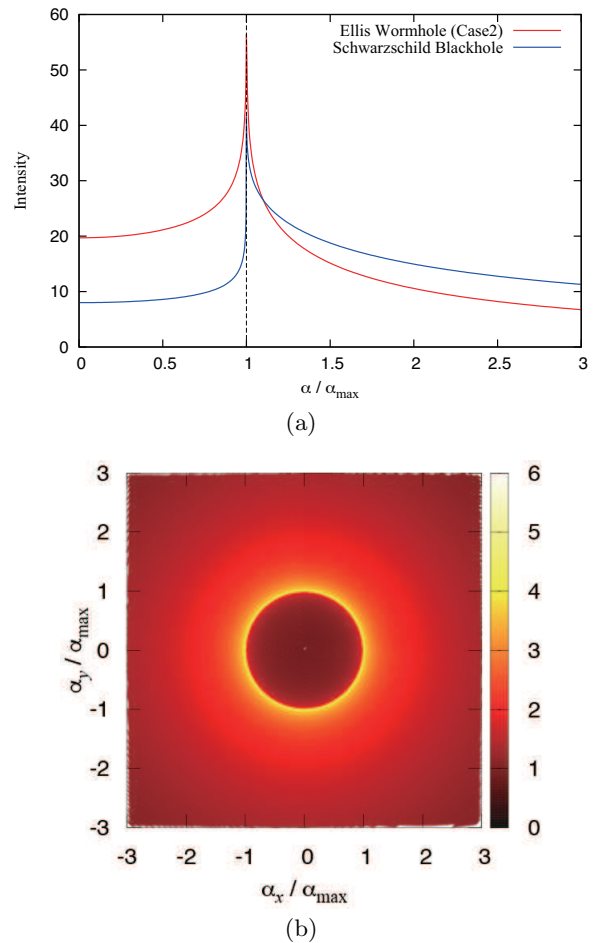 60
50
40
30
20
10
0
Intensity
Ellis Wormhole (Case2)
Schwarzschild Blackhole
0 0.5 1 1.5 2 2.5 3
α / αmax
(a)
3
2
1
0
-1
-2
-3
αy / αmax
-3 -2 -1 0 1 2 3
αx / αmax
6
5
4
3
2
1
0
(b)